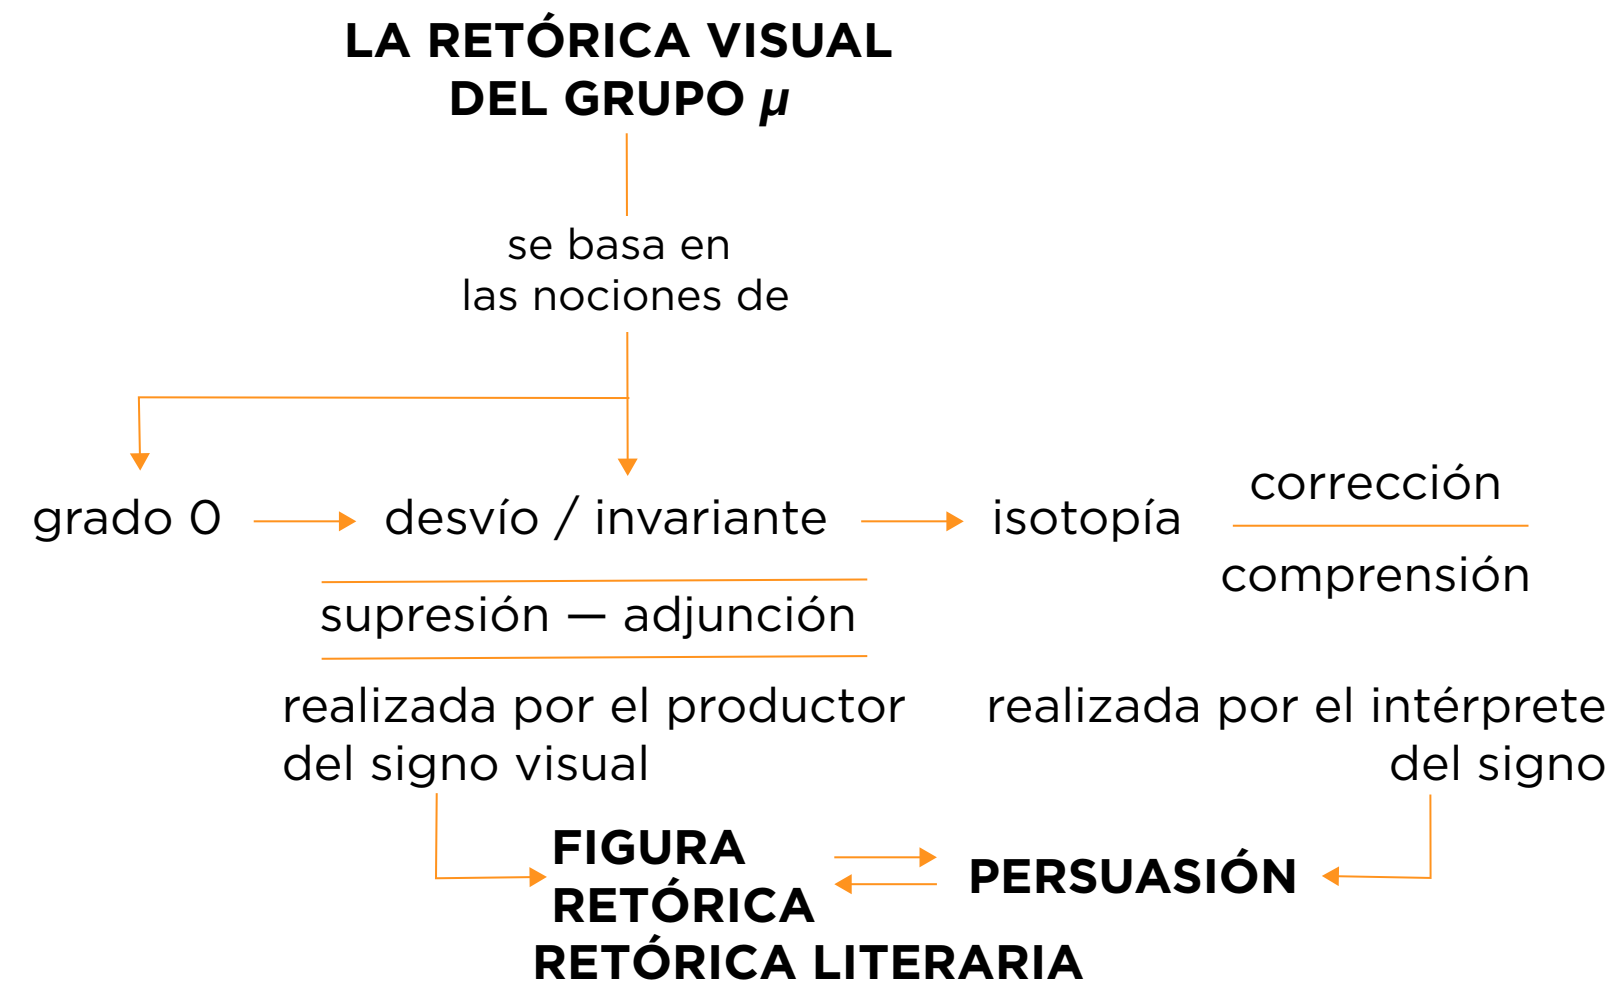 LA RETÓRICA VISUAL
DEL GRUPO µ
se basa en
las nociones de
grado 0
desvío / invariante
isotopía
corrección
comprensión
supresión — adjunción
realizada por el productor
del signo visual
realizada por el intérprete
del signo
FIGURA
RETÓRICA
PERSUASIÓN
RETÓRICA LITERARIA